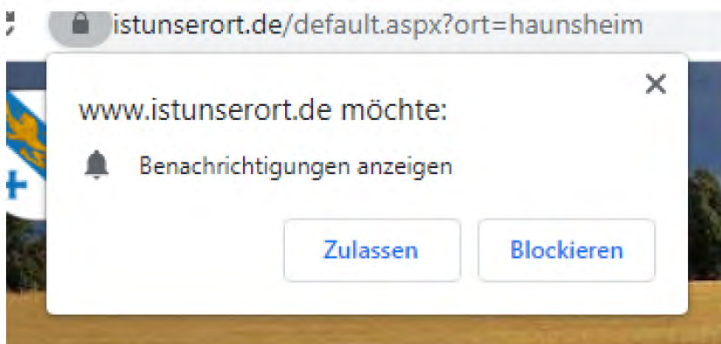 istunserort.de/default.aspx?ort=haunsheim
www.istunserort.de möchte:
Benachrichtigungen anzeigen
Zulassen Blockieren